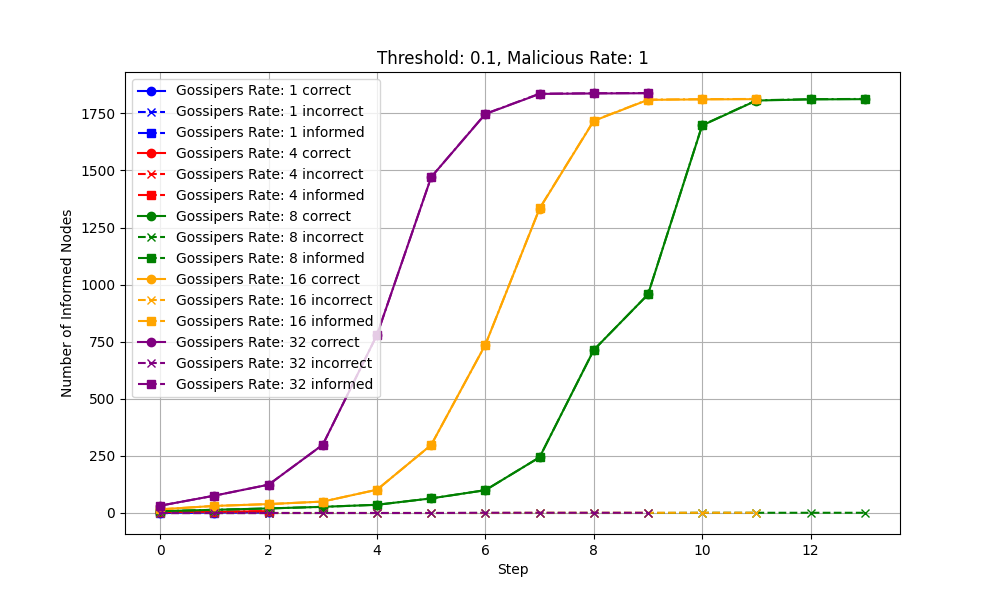 Threshold: 0.1, Malicious Rate: 1
Gossipers Rate: 1 correct
Gossipers Rate: 1 incorrect
Gossipers Rate: 1 informed
Gossipers Rate: 4 correct
Gossipers Rate: 4 incorrect
Gossipers Rate: 4 informed
Gossipers Rate: 8 correct
Gossipers Rate: 8 incorrect
Gossipers Rate: 8 informed
Gossipers Rate: 16 correct
Gossipers Rate: 16 incorrect
Gossipers Rate: 16 informed
Gossipers Rate: 32 correct
Gossipers Rate: 32 incorrect
Gossipers Rate: 32 informed
Number of Informed Nodes
1750
1500
1250
1000
750
500
250
0
0 2 4 6 8 10 12
Step